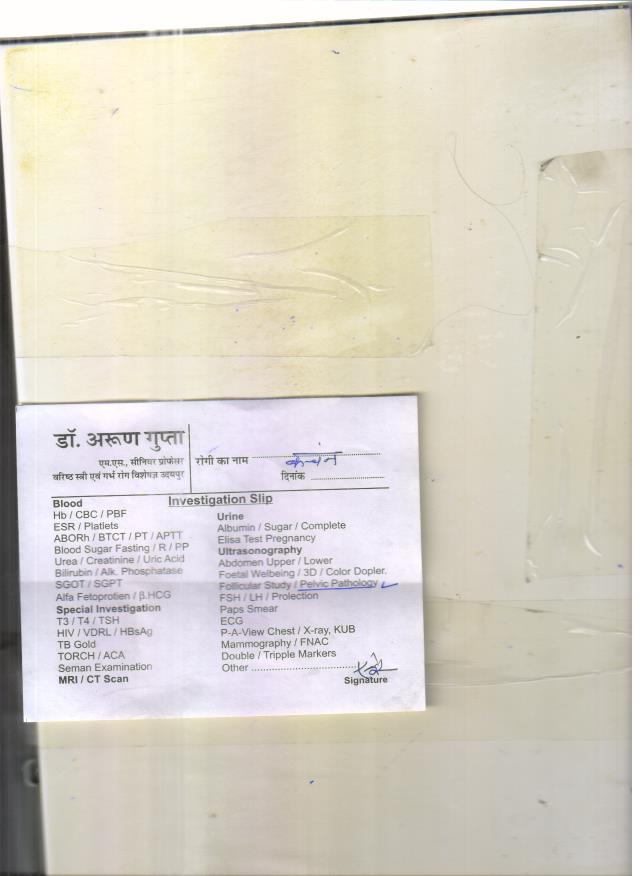 डॉ. अरूण गुप्ता
एम.एस., सीनियर प्रोफेसर
वरिष्ठ स्त्री एवं गर्भ रोग विशेषज्ञ उदयपुर
रोगी का नाम
दिनांक
Investigation Slip
Blood
Hb / CBC / PBF
ESR / Platlets
ABORh / BTCT / PT / APTT
Blood Sugar Fasting / R / PP
Urea / Creatinine / Uric Acid
Bilirubin / Alk. Phosphatase
SGOT / SGPT
Alfa Fetoprotien / β.HCG
Special Investigation
T3 / T4 / TSH
HIV / VDRL / HBsAg
TB Gold
TORCH / ACA
Seman Examination
MRI / CT Scan
Urine
Albumin / Sugar / Complete
Elisa Test Pregnancy
Ultrasonography
Abdomen Upper / Lower
Foetal Welbeing / 3D / Color Dopler.
Follicular Study / Pelvic Pathology
FSH / LH / Prolection
Paps Smear
ECG
P-A-View Chest / X-ray, KUB
Mammography / FNAC
Double / Tripple Markers
Other
Signature